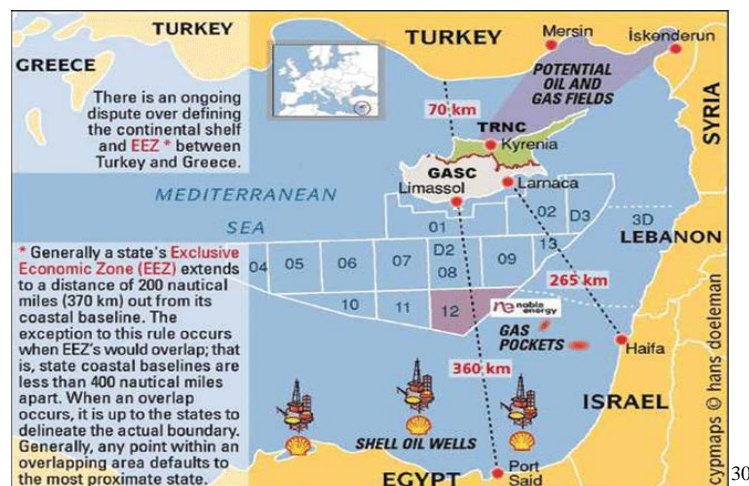 TURKEY
GREECE
TURKEY
Mersin
İskenderun
There is an ongoing
dispute over defining
the continental shelf
and EEZ * between
Turkey and Greece.
POTENTIAL
OIL AND
GAS FIELDS
SYRIA
70 km
TRNC
Kyrenia
GASC
Limassol
Larnaca
MEDITERRANEAN
SEA
01
02
D3
3D
LEBANON
* Generally a state's Exclusive
Economic Zone (EEZ) extends
to a distance of 200 nautical
miles (370 km) out from its
coastal baseline. The
exception to this rule occurs
when EEZ's would overlap; that
is, state coastal baselines are
less than 400 nautical miles
apart. When an overlap
occurs, it is up to the states to
delineate the actual boundary.
Generally, any point within an
overlapping area defaults to
the most proximate state.
04
05
06
07
D2
08
09
13
10
11
12
265 km
ne noble
energy
GAS
POCKETS
Haifa
360 km
ISRAEL
SHELL OIL WELLS
EGYPT
Port
Said
cypmaps © hans doeleman
30